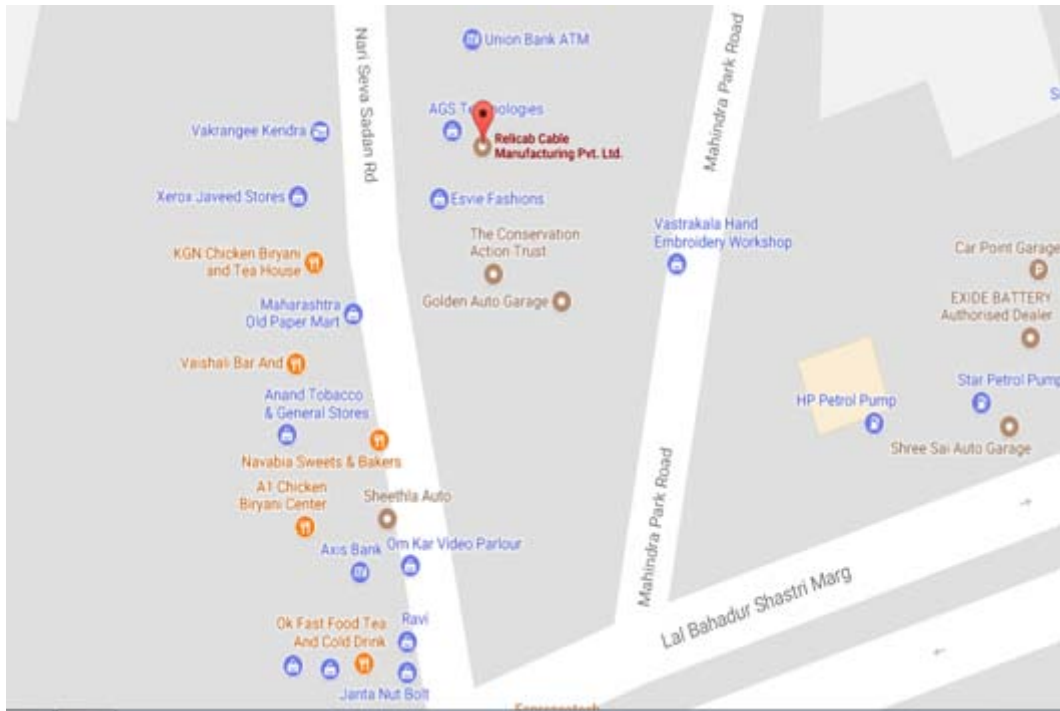 Union Bank ATM
Nari Seva Sadan Rd
Mahindra Park Road
AGS Technologies
Vakrangee Kendra
Relicab Cable
Manufacturing Pvt. Ltd.
Xerox Javeed Stores
Esvie Fashions
The Conservation
Action Trust
Vastrakala Hand
Embroidery Workshop
KGN Chicken Biryani
and Tea House
Car Point Garage
Golden Auto Garage
Maharashtra
Old Paper Mart
EXIDE BATTERY
Authorised Dealer
Vaishali Bar And
Star Petrol Pump
Anand Tobacco
& General Stores
HP Petrol Pump
Shree Sai Auto Garage
Navabia Sweets & Bakers
A1 Chicken
Biryani Center
Sheethla Auto
Mahindra Park Road
Axis Bank
Om Kar Video Parlour
Lal Bahadur Shastri Marg
Ok Fast Food Tea
And Cold Drink
Ravi
Janta Nut Bolt